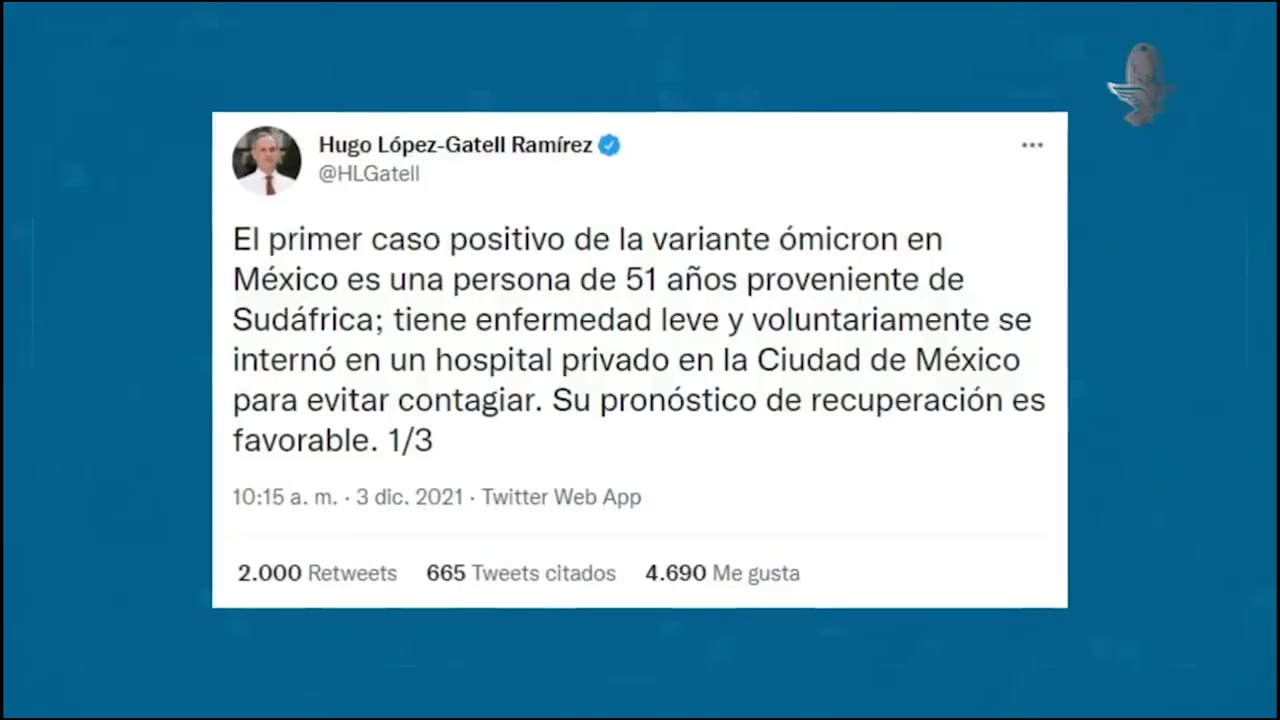 Hugo López-Gatell Ramírez
@HLGatell
El primer caso positivo de la variante ómicron en
México es una persona de 51 años proveniente de
Sudáfrica; tiene enfermedad leve y voluntariamente se
internó en un hospital privado en la Ciudad de México
para evitar contagiar. Su pronóstico de recuperación es
favorable. 1/3
10:15 a. m. · 3 dic. 2021 · Twitter Web App
2.000 Retweets 665 Tweets citados 4.690 Me gusta